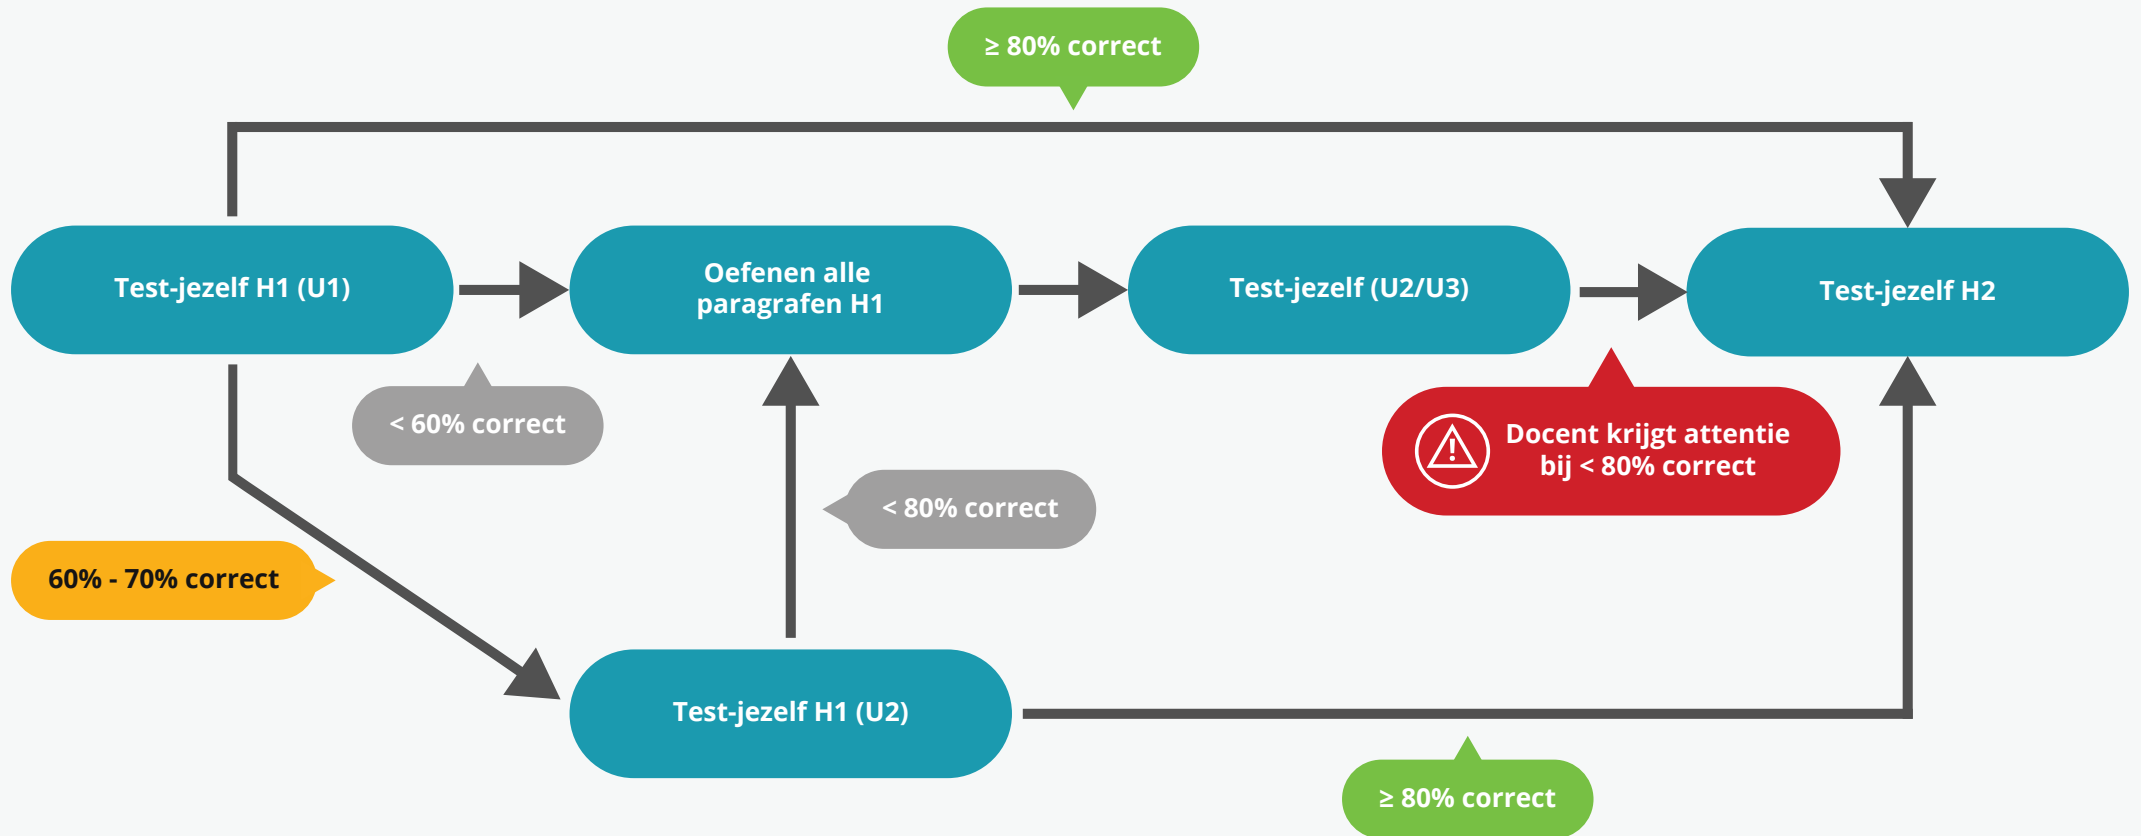 ≥ 80% correct
Test-jezelf H1 (U1)
Oefenen alle
paragrafen H1
Test-jezelf (U2/U3)
Test-jezelf H2
< 60% correct
Docent krijgt attentie
bij < 80% correct
< 80% correct
60% - 70% correct
Test-jezelf H1 (U2)
≥ 80% correct